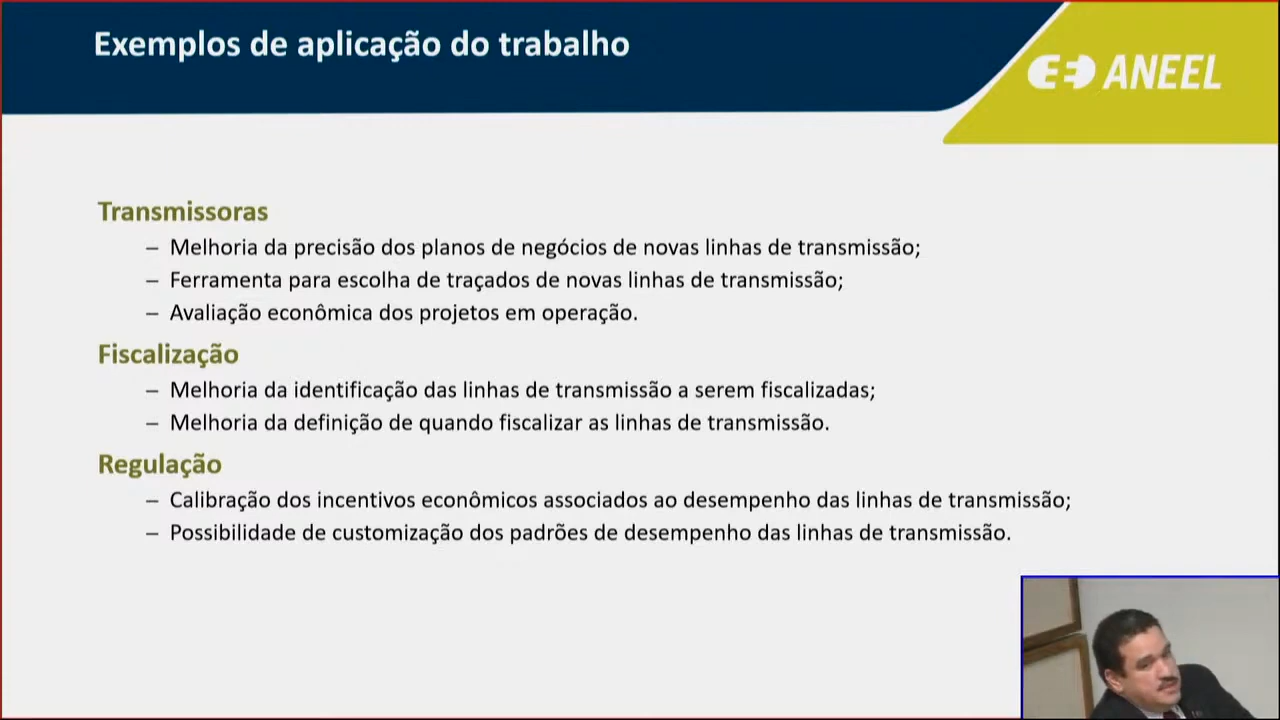 Exemplos de aplicação do trabalho
ANEEL
Transmissoras
– Melhoria da precisão dos planos de negócios de novas linhas de transmissão;
– Ferramenta para escolha de traçados de novas linhas de transmissão;
– Avaliação econômica dos projetos em operação.
Fiscalização
– Melhoria da identificação das linhas de transmissão a serem fiscalizadas;
– Melhoria da definição de quando fiscalizar as linhas de transmissão.
Regulação
– Calibração dos incentivos econômicos associados ao desempenho das linhas de transmissão;
– Possibilidade de customização dos padrões de desempenho das linhas de transmissão.